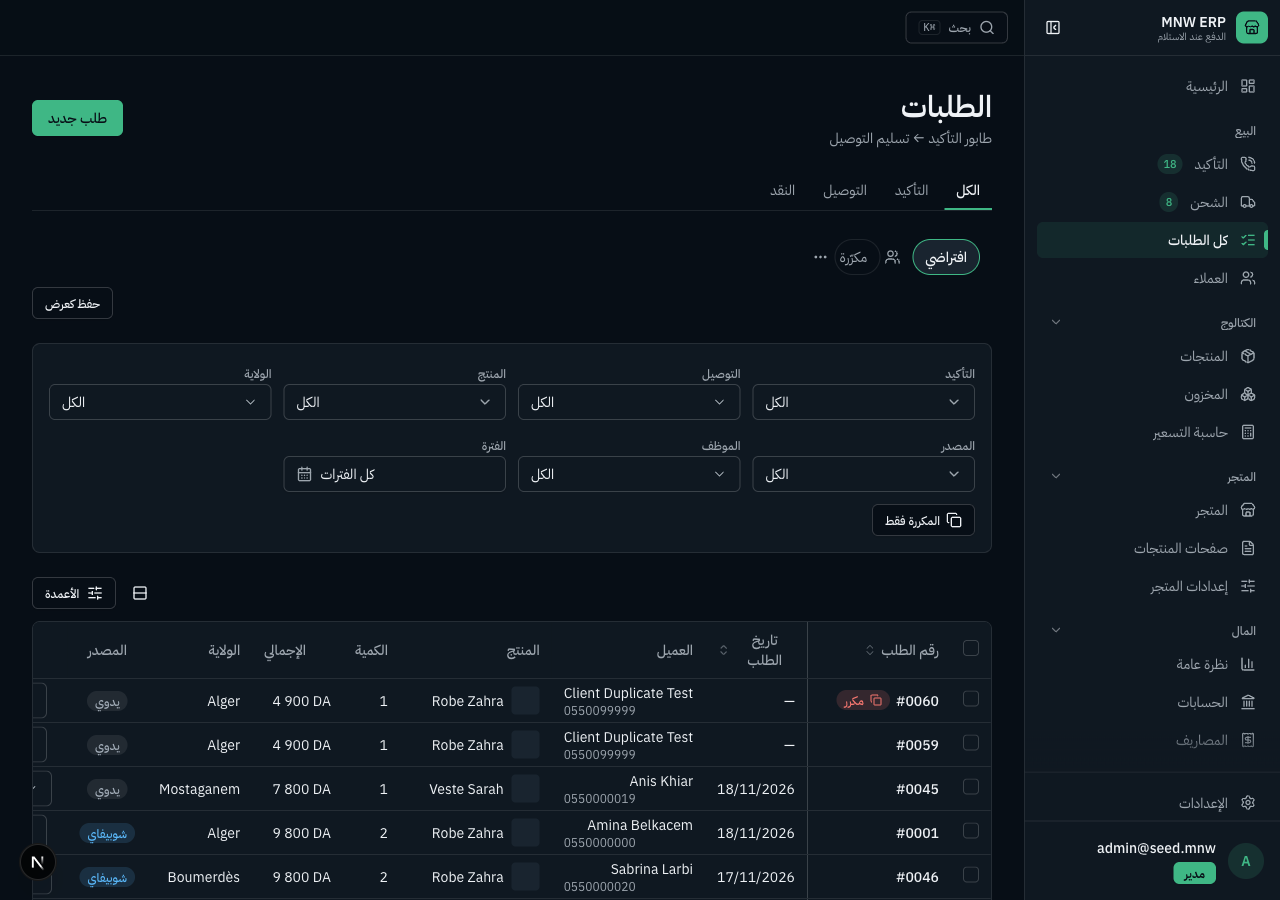 MNW ERP
الدفع عند الاستلام
الرئيسية
البيع
التأكيد 18
الشحن 8
كل الطلبات
العملاء
الكتالوج
المنتجات
المخزون
حاسبة التسعير
المتجر
المتجر
صفحات المنتجات
إعدادات المتجر
المال
نظرة عامة
الحسابات
المصاريف
الإعدادات
admin@seed.mnw
A
مدير
بحث ⌘K
الطلبات
طابور التأكيد ← تسليم التوصيل
طلب جديد
الكل التأكيد التوصيل النقد
افتراضي مكرّرة
حفظ كعرض
التأكيد التوصيل المنتج الولاية
الكل الكل الكل الكل
المصدر الموظف الفترة
الكل الكل كل الفترات
المكررة فقط
الأعمدة
رقم الطلب تاريخ الطلب العميل المنتج الكمية الإجمالي الولاية المصدر
#0060 مكرر — Client Duplicate Test 0550099999 Robe Zahra 1 4 900 DA Alger يدوي
#0059 — Client Duplicate Test 0550099999 Robe Zahra 1 4 900 DA Alger يدوي
#0045 18/11/2026 Anis Khiar 0550000019 Veste Sarah 1 7 800 DA Mostaganem يدوي
#0001 18/11/2026 Amina Belkacem 0550000000 Robe Zahra 2 9 800 DA Alger شوبيفاي
#0046 17/11/2026 Sabrina Larbi 0550000020 Robe Zahra 2 9 800 DA Boumerdès شوبيفاي
N